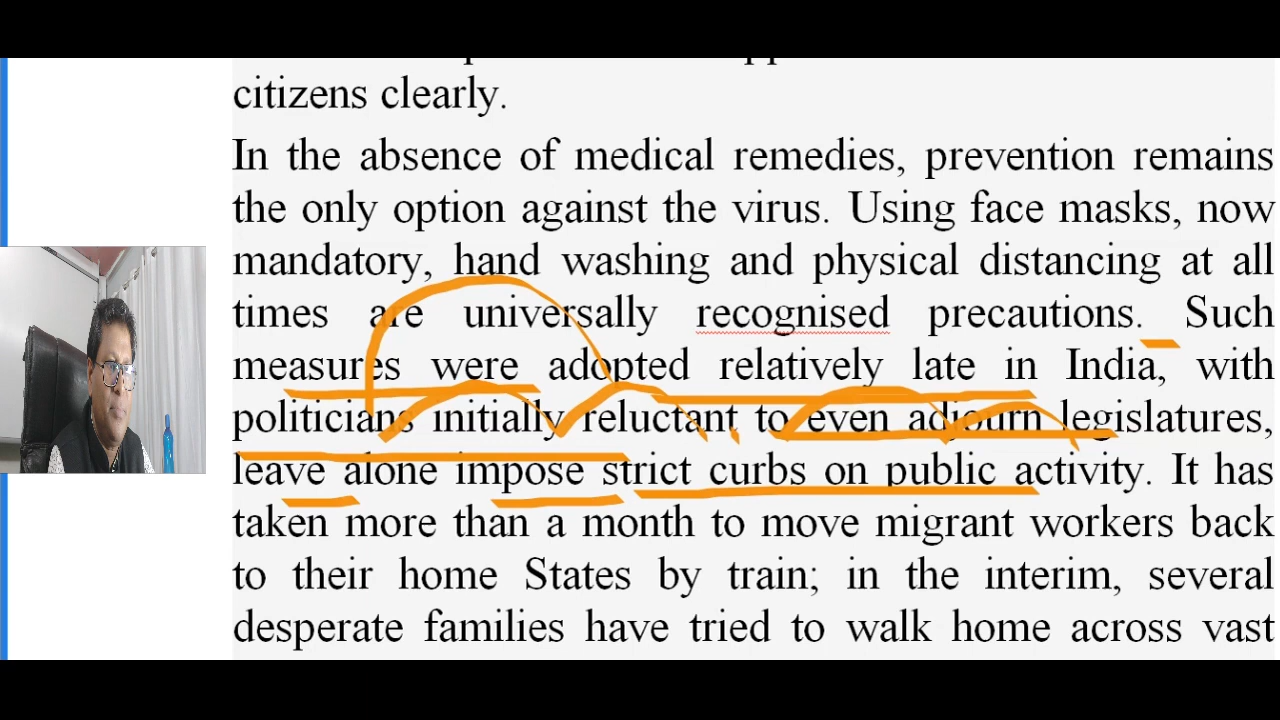 citizens clearly.
In the absence of medical remedies, prevention remains
the only option against the virus. Using face masks, now
mandatory, hand washing and physical distancing at all
times are universally recognised precautions. Such
measures were adopted relatively late in India, with
politicians initially reluctant to even adjourn legislatures,
leave alone impose strict curbs on public activity. It has
taken more than a month to move migrant workers back
to their home States by train; in the interim, several
desperate families have tried to walk home across vast